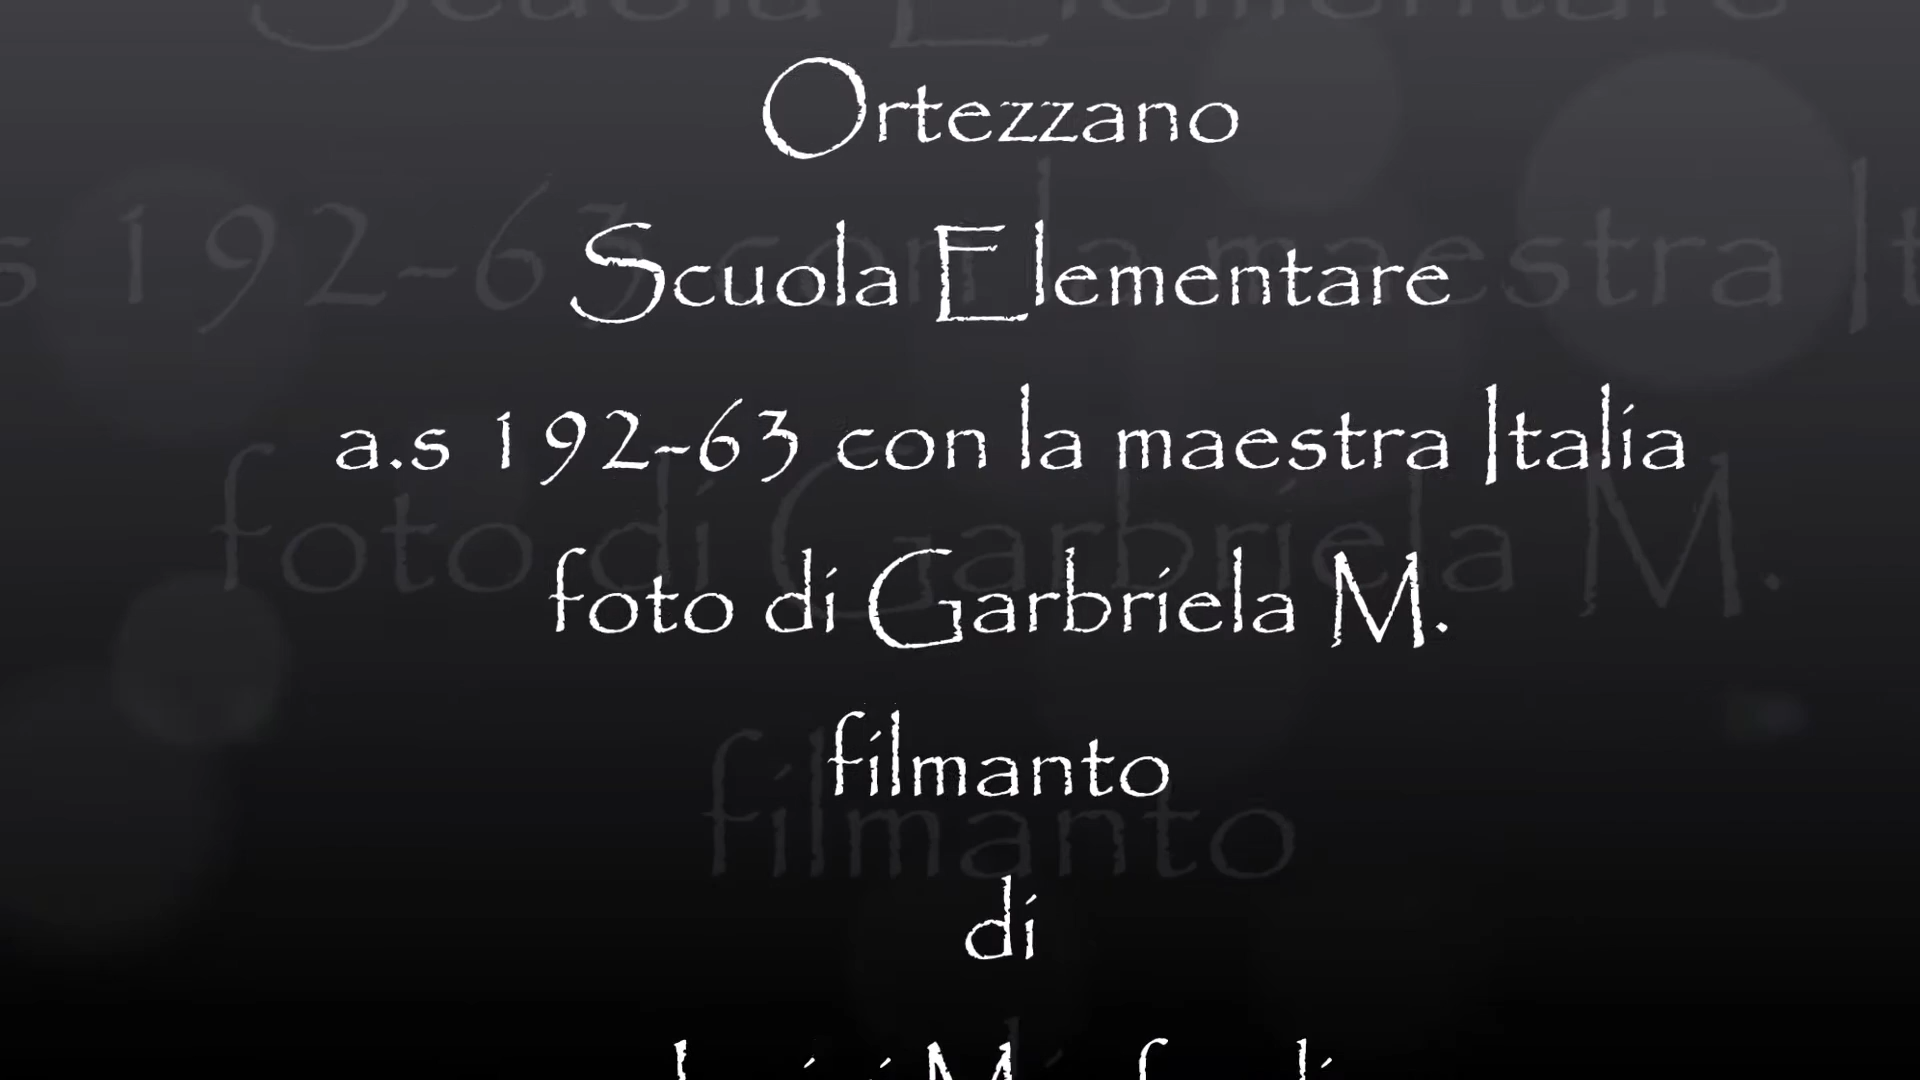 Ortezzano
Scuola Elementare
a.s 192-63 con la maestra Italia
foto di Garbriela M.
filmanto
di